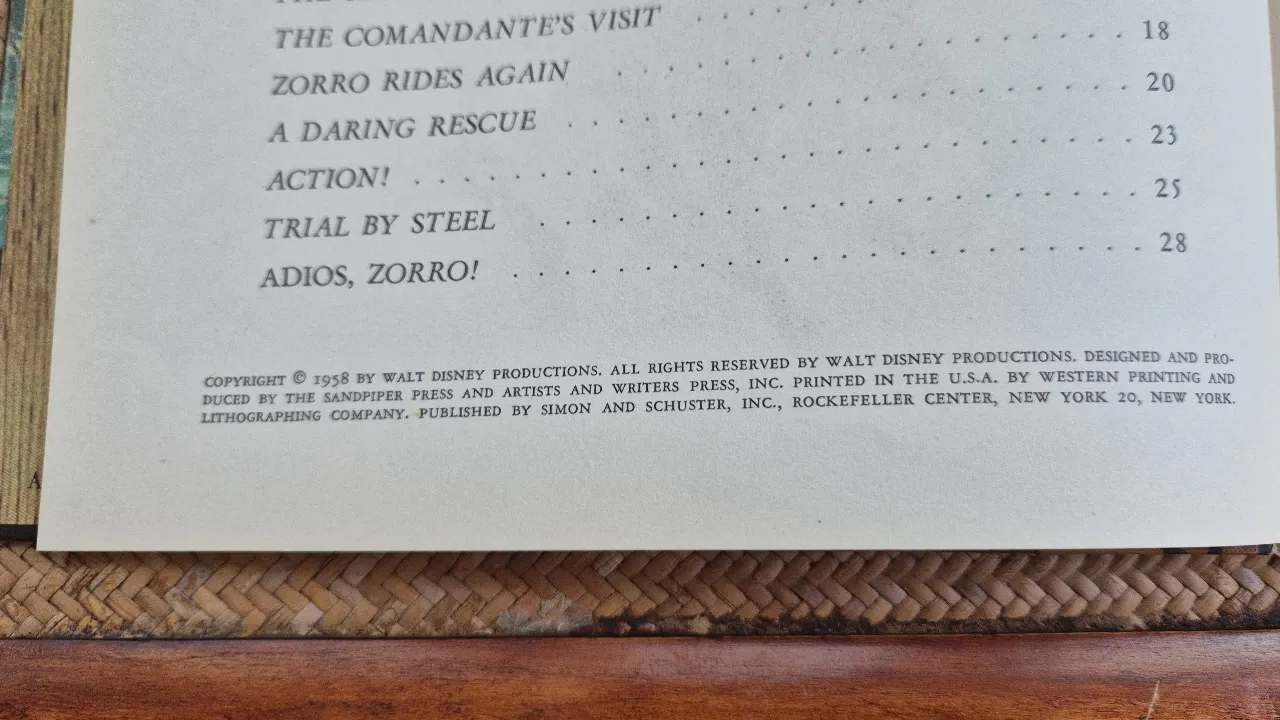 THE COMANDANTE'S VISIT
ZORRO RIDES AGAIN . . . . . . . . . . . . . . . . . . . . 18
A DARING RESCUE . . . . . . . . . . . . . . . . . . . . . . 20
ACTION! . . . . . . . . . . . . . . . . . . . . . . . . . . . . 23
TRIAL BY STEEL . . . . . . . . . . . . . . . . . . . . . . . 25
ADIOS, ZORRO! . . . . . . . . . . . . . . . . . . . . . . . . 28
COPYRIGHT © 1958 BY WALT DISNEY PRODUCTIONS. ALL RIGHTS RESERVED BY WALT DISNEY PRODUCTIONS. DESIGNED AND PRO-
DUCED BY THE SANDPIPER PRESS AND ARTISTS AND WRITERS PRESS, INC. PRINTED IN THE U.S.A. BY WESTERN PRINTING AND
LITHOGRAPHING COMPANY. PUBLISHED BY SIMON AND SCHUSTER, INC., ROCKEFELLER CENTER, NEW YORK 20, NEW YORK.